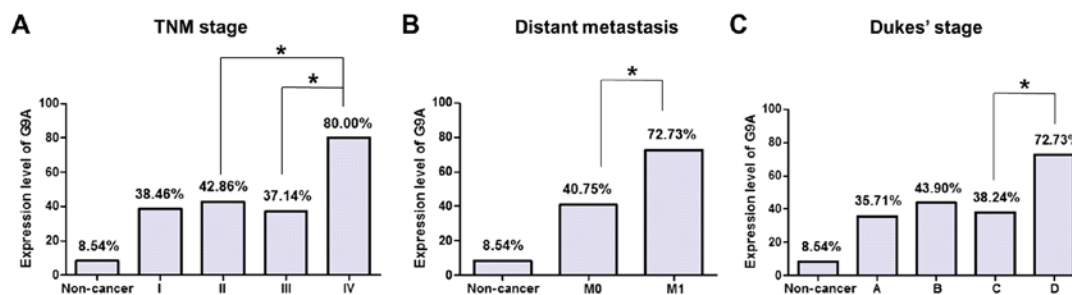 A
TNM stage
*
*
Expression level of G9A
100
80
60
40
20
0
8.54%
38.46%
42.86%
37.14%
80.00%
Non-cancer I II III IV
B
Distant metastasis
*
Expression level of G9A
100
80
60
40
20
0
8.54%
40.75%
72.73%
Non-cancer M0 M1
C
Dukes' stage
*
Expression level of G9A
100
80
60
40
20
0
8.54%
35.71%
43.90%
38.24%
72.73%
Non-cancer A B C D